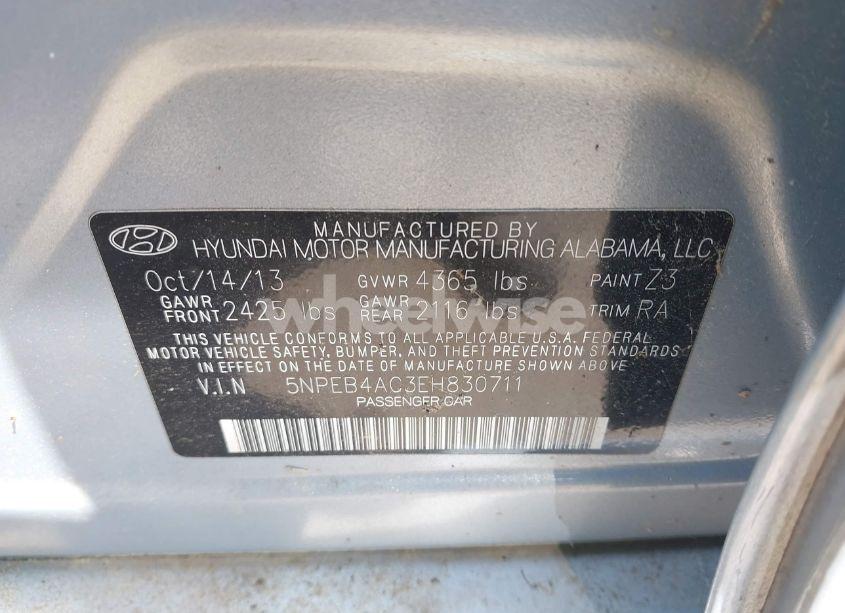 MANUFACTURED BY
HYUNDAI MOTOR MANUFACTURING ALABAMA, LLC
Oct/14/13 GVWR 4365 lbs PAINT Z3
GAWR FRONT 2425 lbs GAWR REAR 2116 lbs TRIM RA
wheelwise
THIS VEHICLE CONFORMS TO ALL APPLICABLE U.S.A. FEDERAL
MOTOR VEHICLE SAFETY, BUMPER, AND THEFT PREVENTION STANDARDS
IN EFFECT ON THE DATE OF MANUFACTURE SHOWN ABOVE
V.I.N 5NPEB4AC3EH830711
PASSENGER CAR